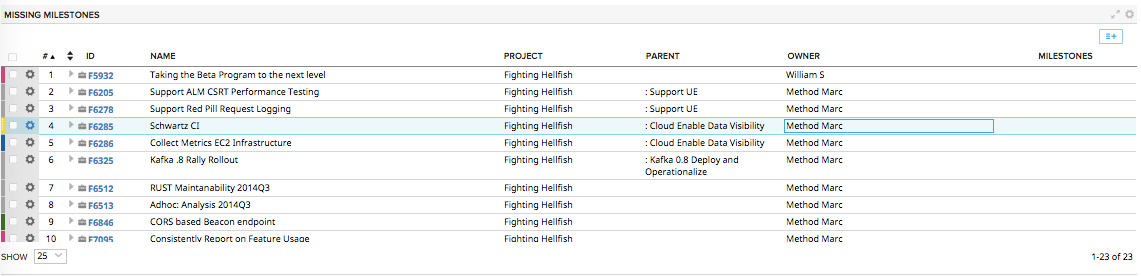 MISSING MILESTONES
# ID NAME PROJECT PARENT OWNER MILESTONES
1 F5932 Taking the Beta Program to the next level Fighting Hellfish William S
2 F6205 Support ALM CSRT Performance Testing Fighting Hellfish : Support UE Method Marc
3 F6278 Support Red Pill Request Logging Fighting Hellfish : Support UE Method Marc
4 F6285 Schwartz CI Fighting Hellfish : Cloud Enable Data Visibility Method Marc
5 F6286 Collect Metrics EC2 Infrastructure Fighting Hellfish : Cloud Enable Data Visibility Method Marc
6 F6325 Kafka .8 Rally Rollout Fighting Hellfish : Kafka 0.8 Deploy and Method Marc
Operationalize
7 F6512 RUST Maintanability 2014Q3 Fighting Hellfish Method Marc
8 F6513 Adhoc: Analysis 2014Q3 Fighting Hellfish Method Marc
9 F6846 CORS based Beacon endpoint Fighting Hellfish Method Marc
10 F7095 Consistently Report on Feature Usage Fighting Hellfish Method Marc
SHOW 25 1-23 of 23